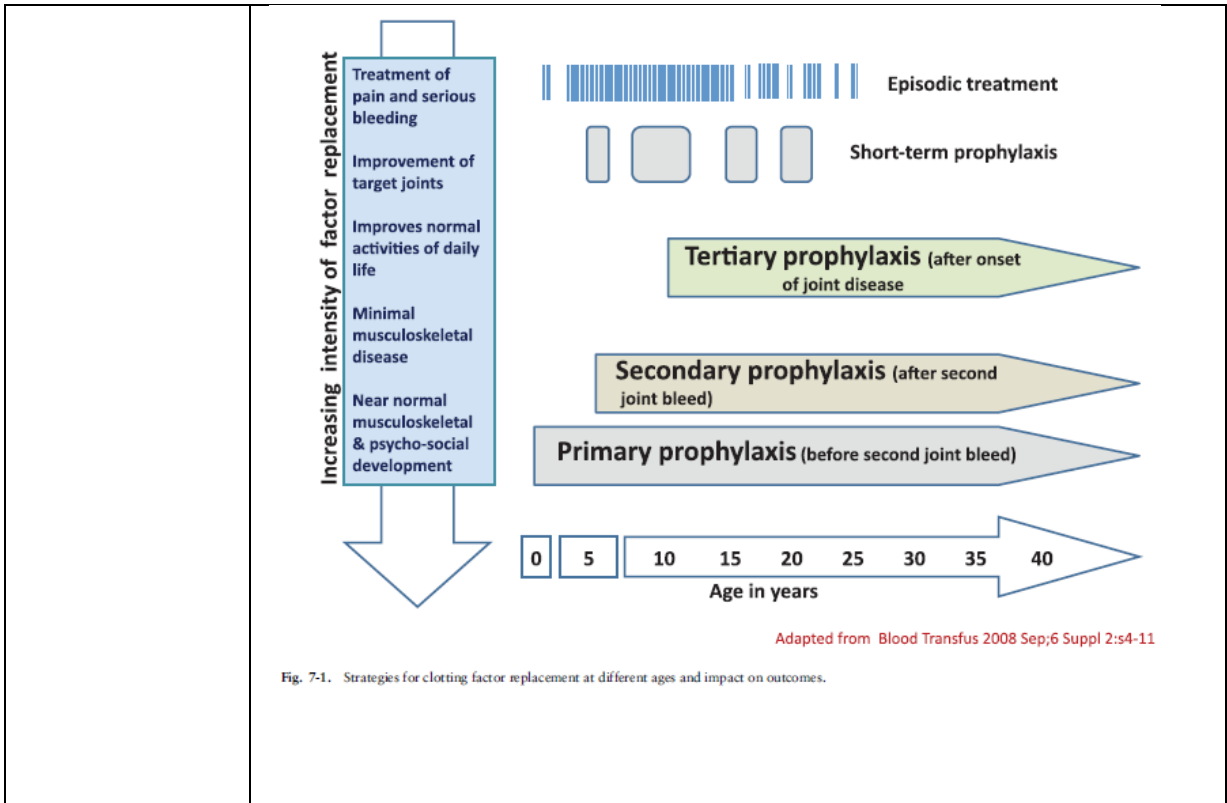 Increasing intensity of factor replacement
Treatment of
pain and serious
bleeding
Improvement of
target joints
Improves normal
activities of daily
life
Minimal
musculoskeletal
disease
Near normal
musculoskeletal
& psycho-social
development
Episodic treatment
Short-term prophylaxis
Tertiary prophylaxis (after onset
of joint disease
Secondary prophylaxis (after second
joint bleed)
Primary prophylaxis (before second joint bleed)
0 5 10 15 20 25 30 35 40
Age in years
Adapted from Blood Transfus 2008 Sep;6 Suppl 2:s4-11
Fig. 7-1. Strategies for clotting factor replacement at different ages and impact on outcomes.